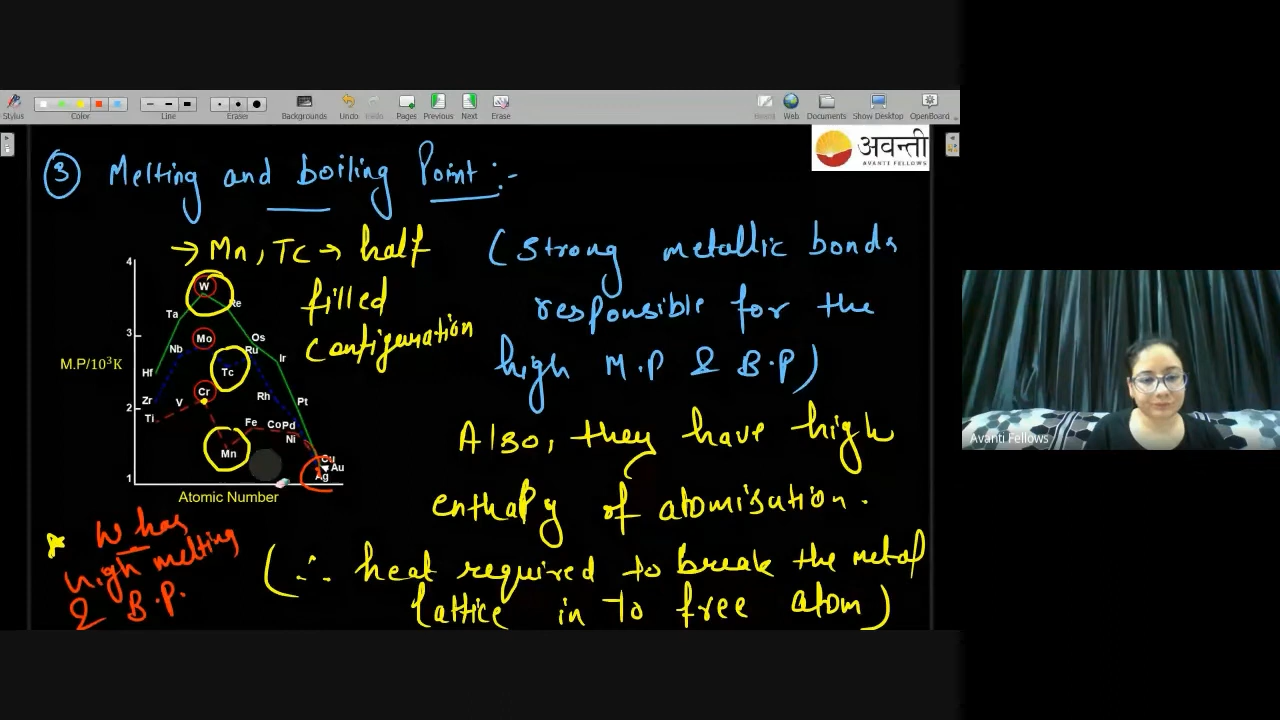 Stylus
Color
Line
Eraser
Backgrounds
Undo
Pages
Previous
Next
Erase
Web
Documents
Show Desktop
OpenBoard
अवन्ती
AVANTI FELLOWS
③ Melting and boiling Point :-
→ Mn, Tc → half
filled
configuration
(Strong metallic bonds
responsible for the
high M.P & B.P)
Also, they have high
enthalpy of atomisation.
(∴ heat required to break the metal
lattice in to free atom)
4
3
2
1
M.P/10³K
W
Re
Ta
Os
Mo
Nb
Ru
Ir
Hf
Tc
Zr
V
Cr
Rh
Pt
Ti
Fe
Co
Pd
Ni
Mn
Cu
Au
Ag
Atomic Number
W has
high melting
& B.P.
Avanti Fellows